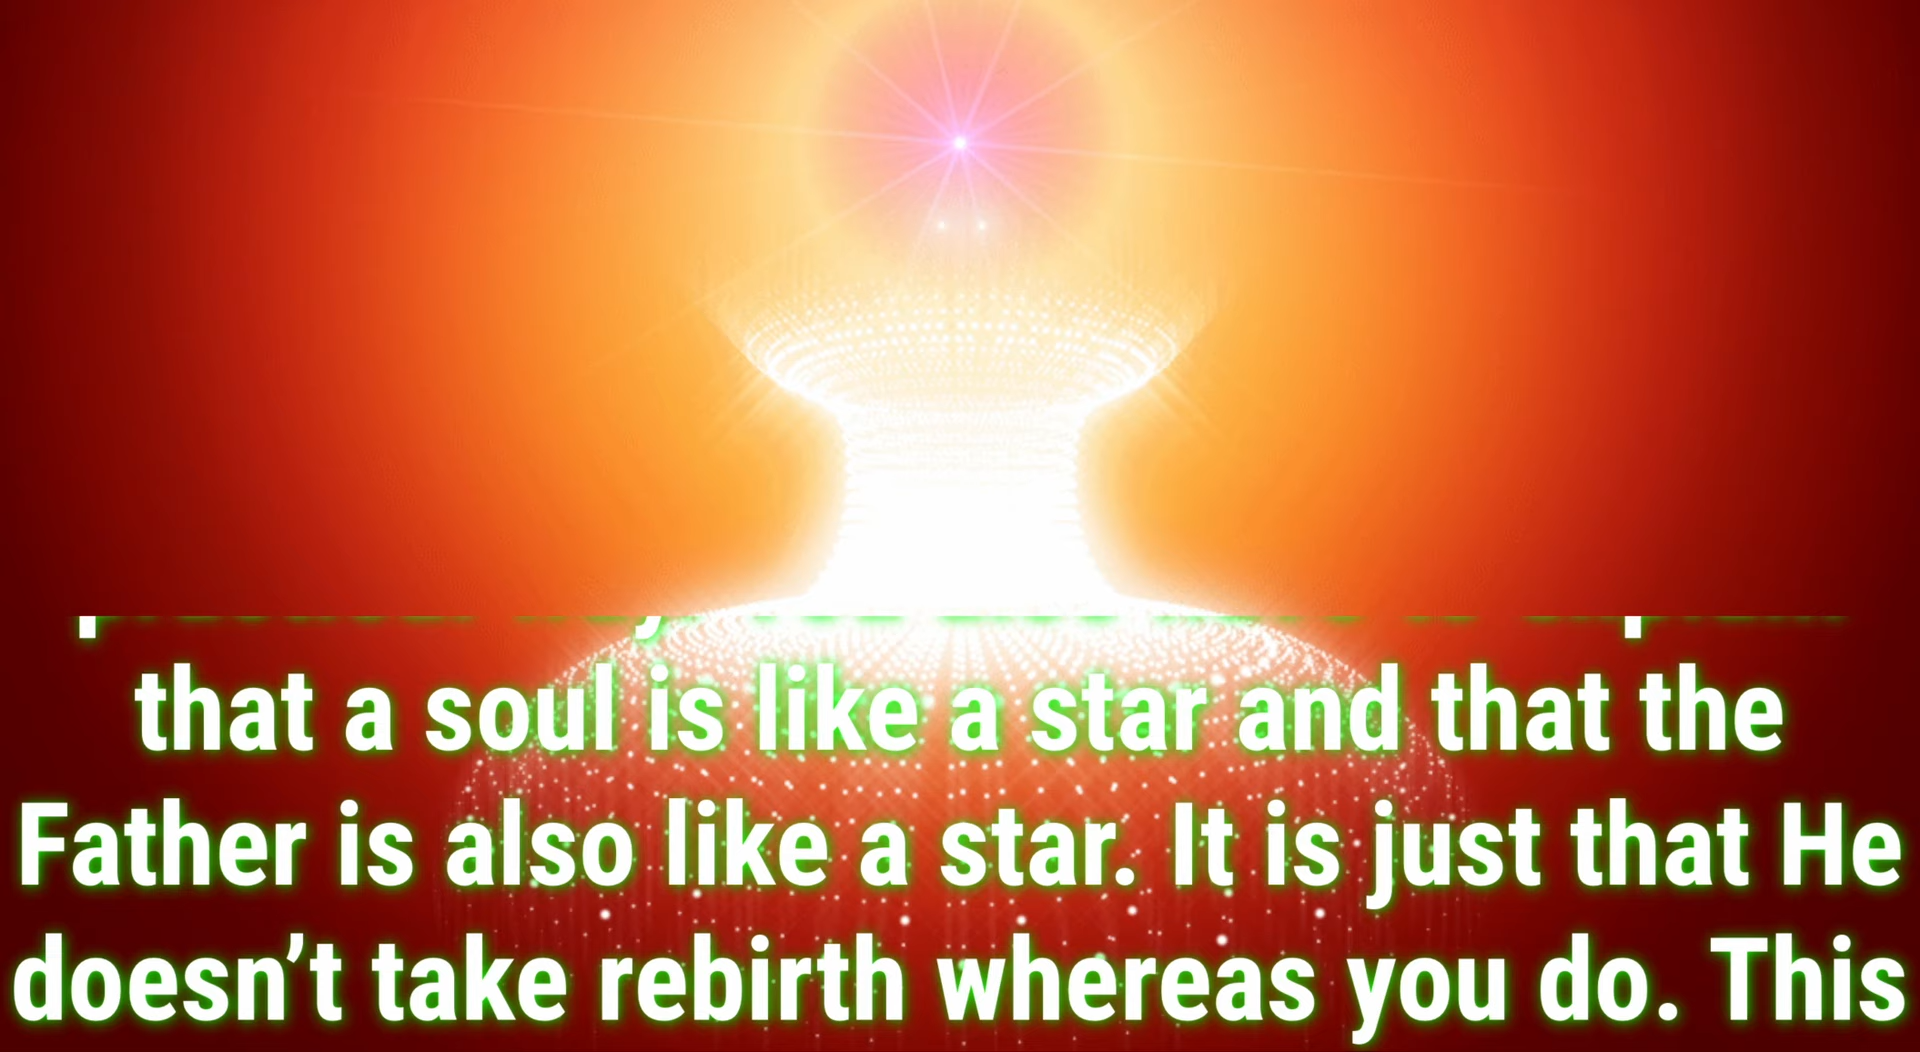 that a soul is like a star and that the
Father is also like a star. It is just that He
doesn’t take rebirth whereas you do. This